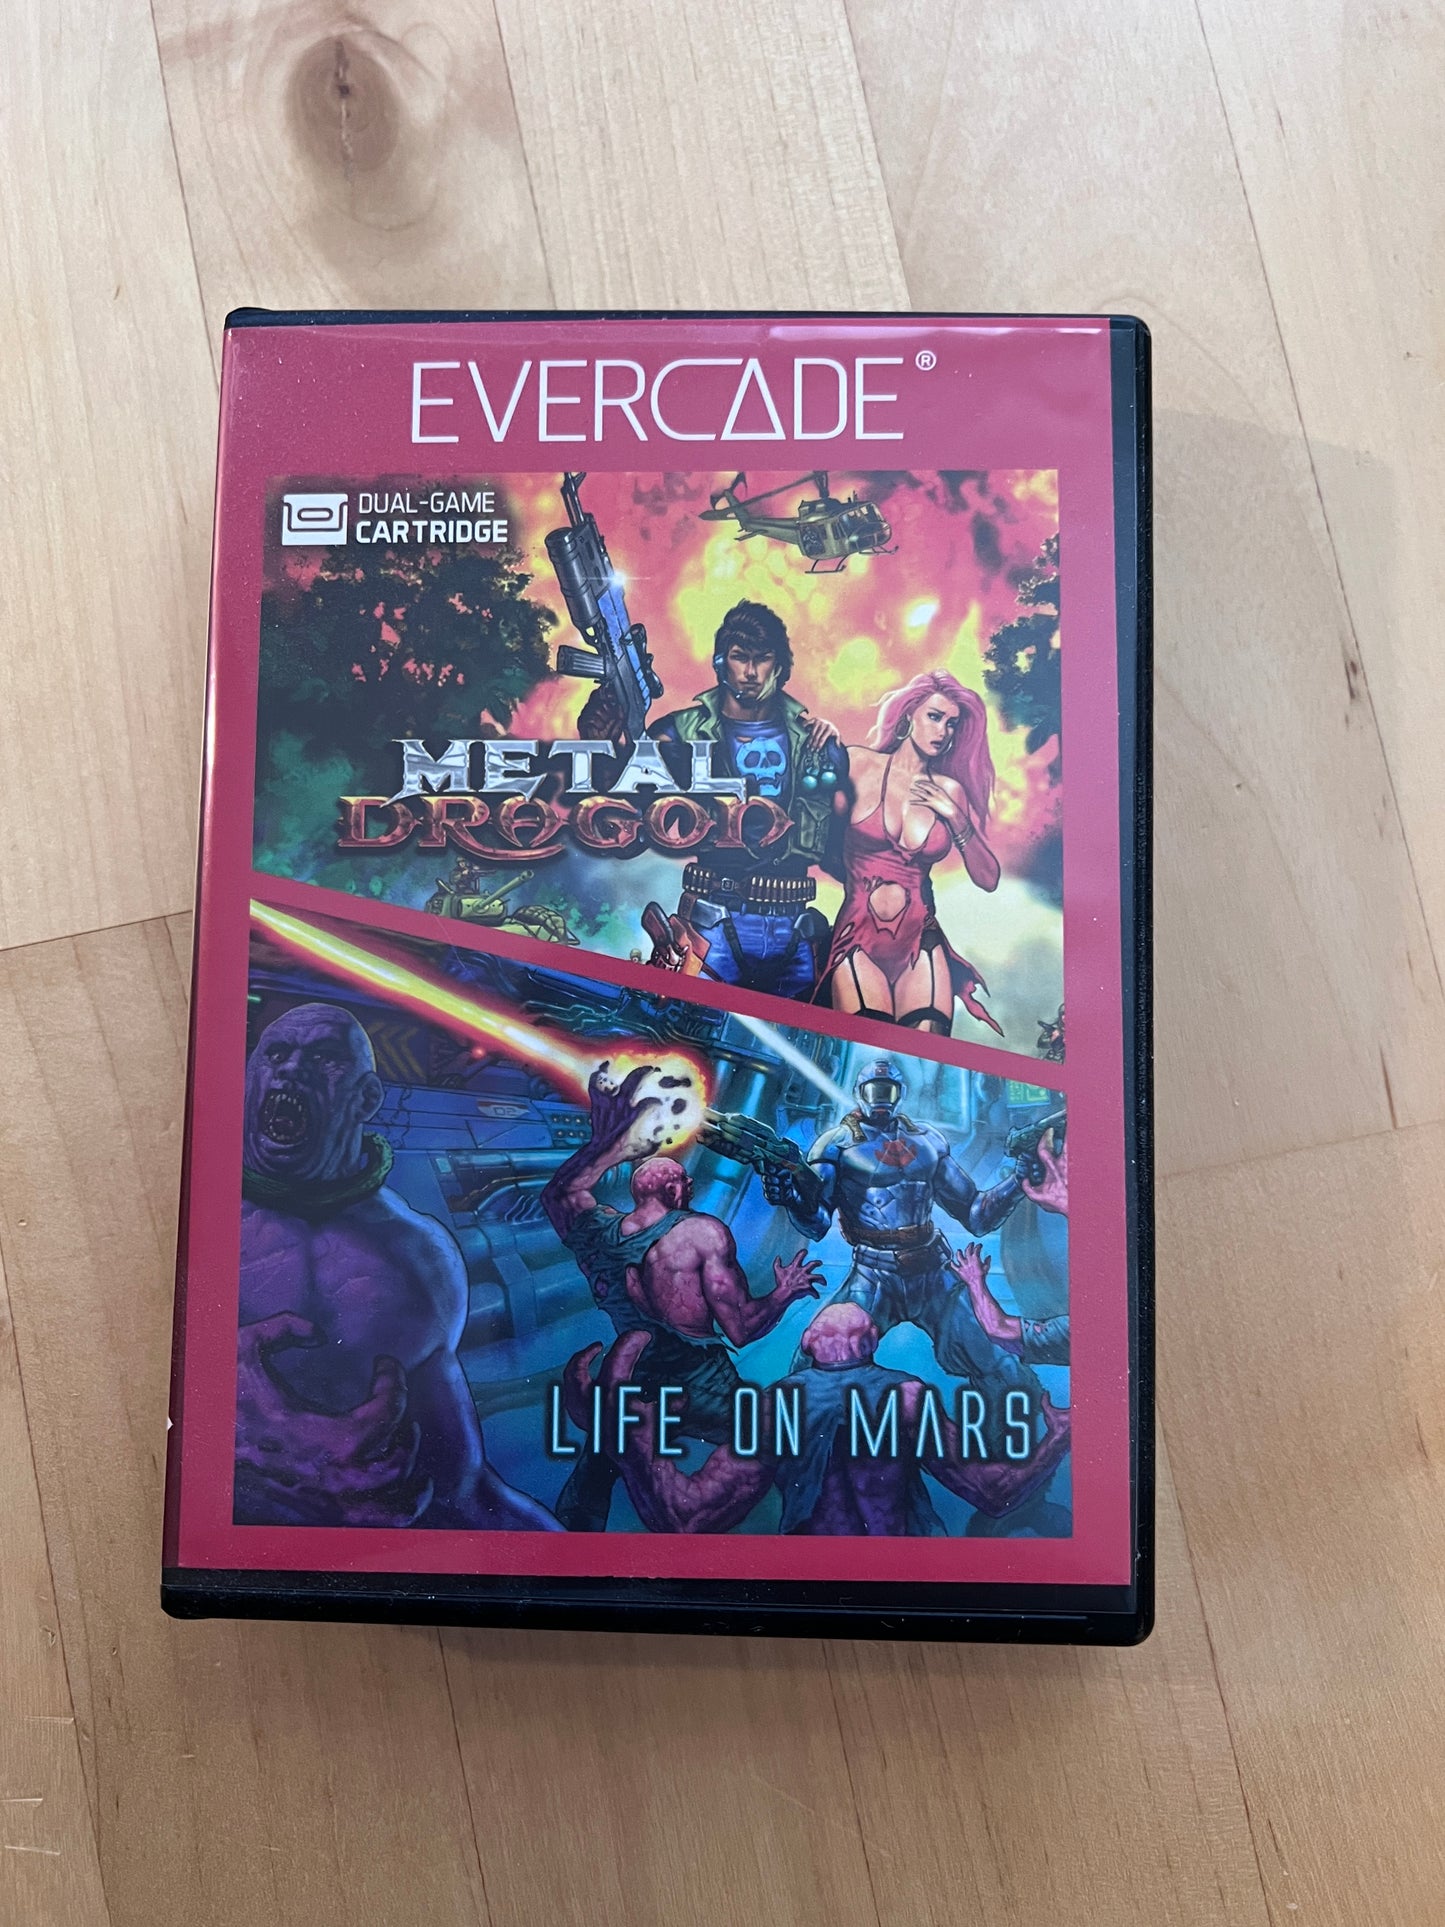 EVERCADE®
DUAL-GAME
CARTRIDGE
METAL
DRAGON
LIFE ON MARS